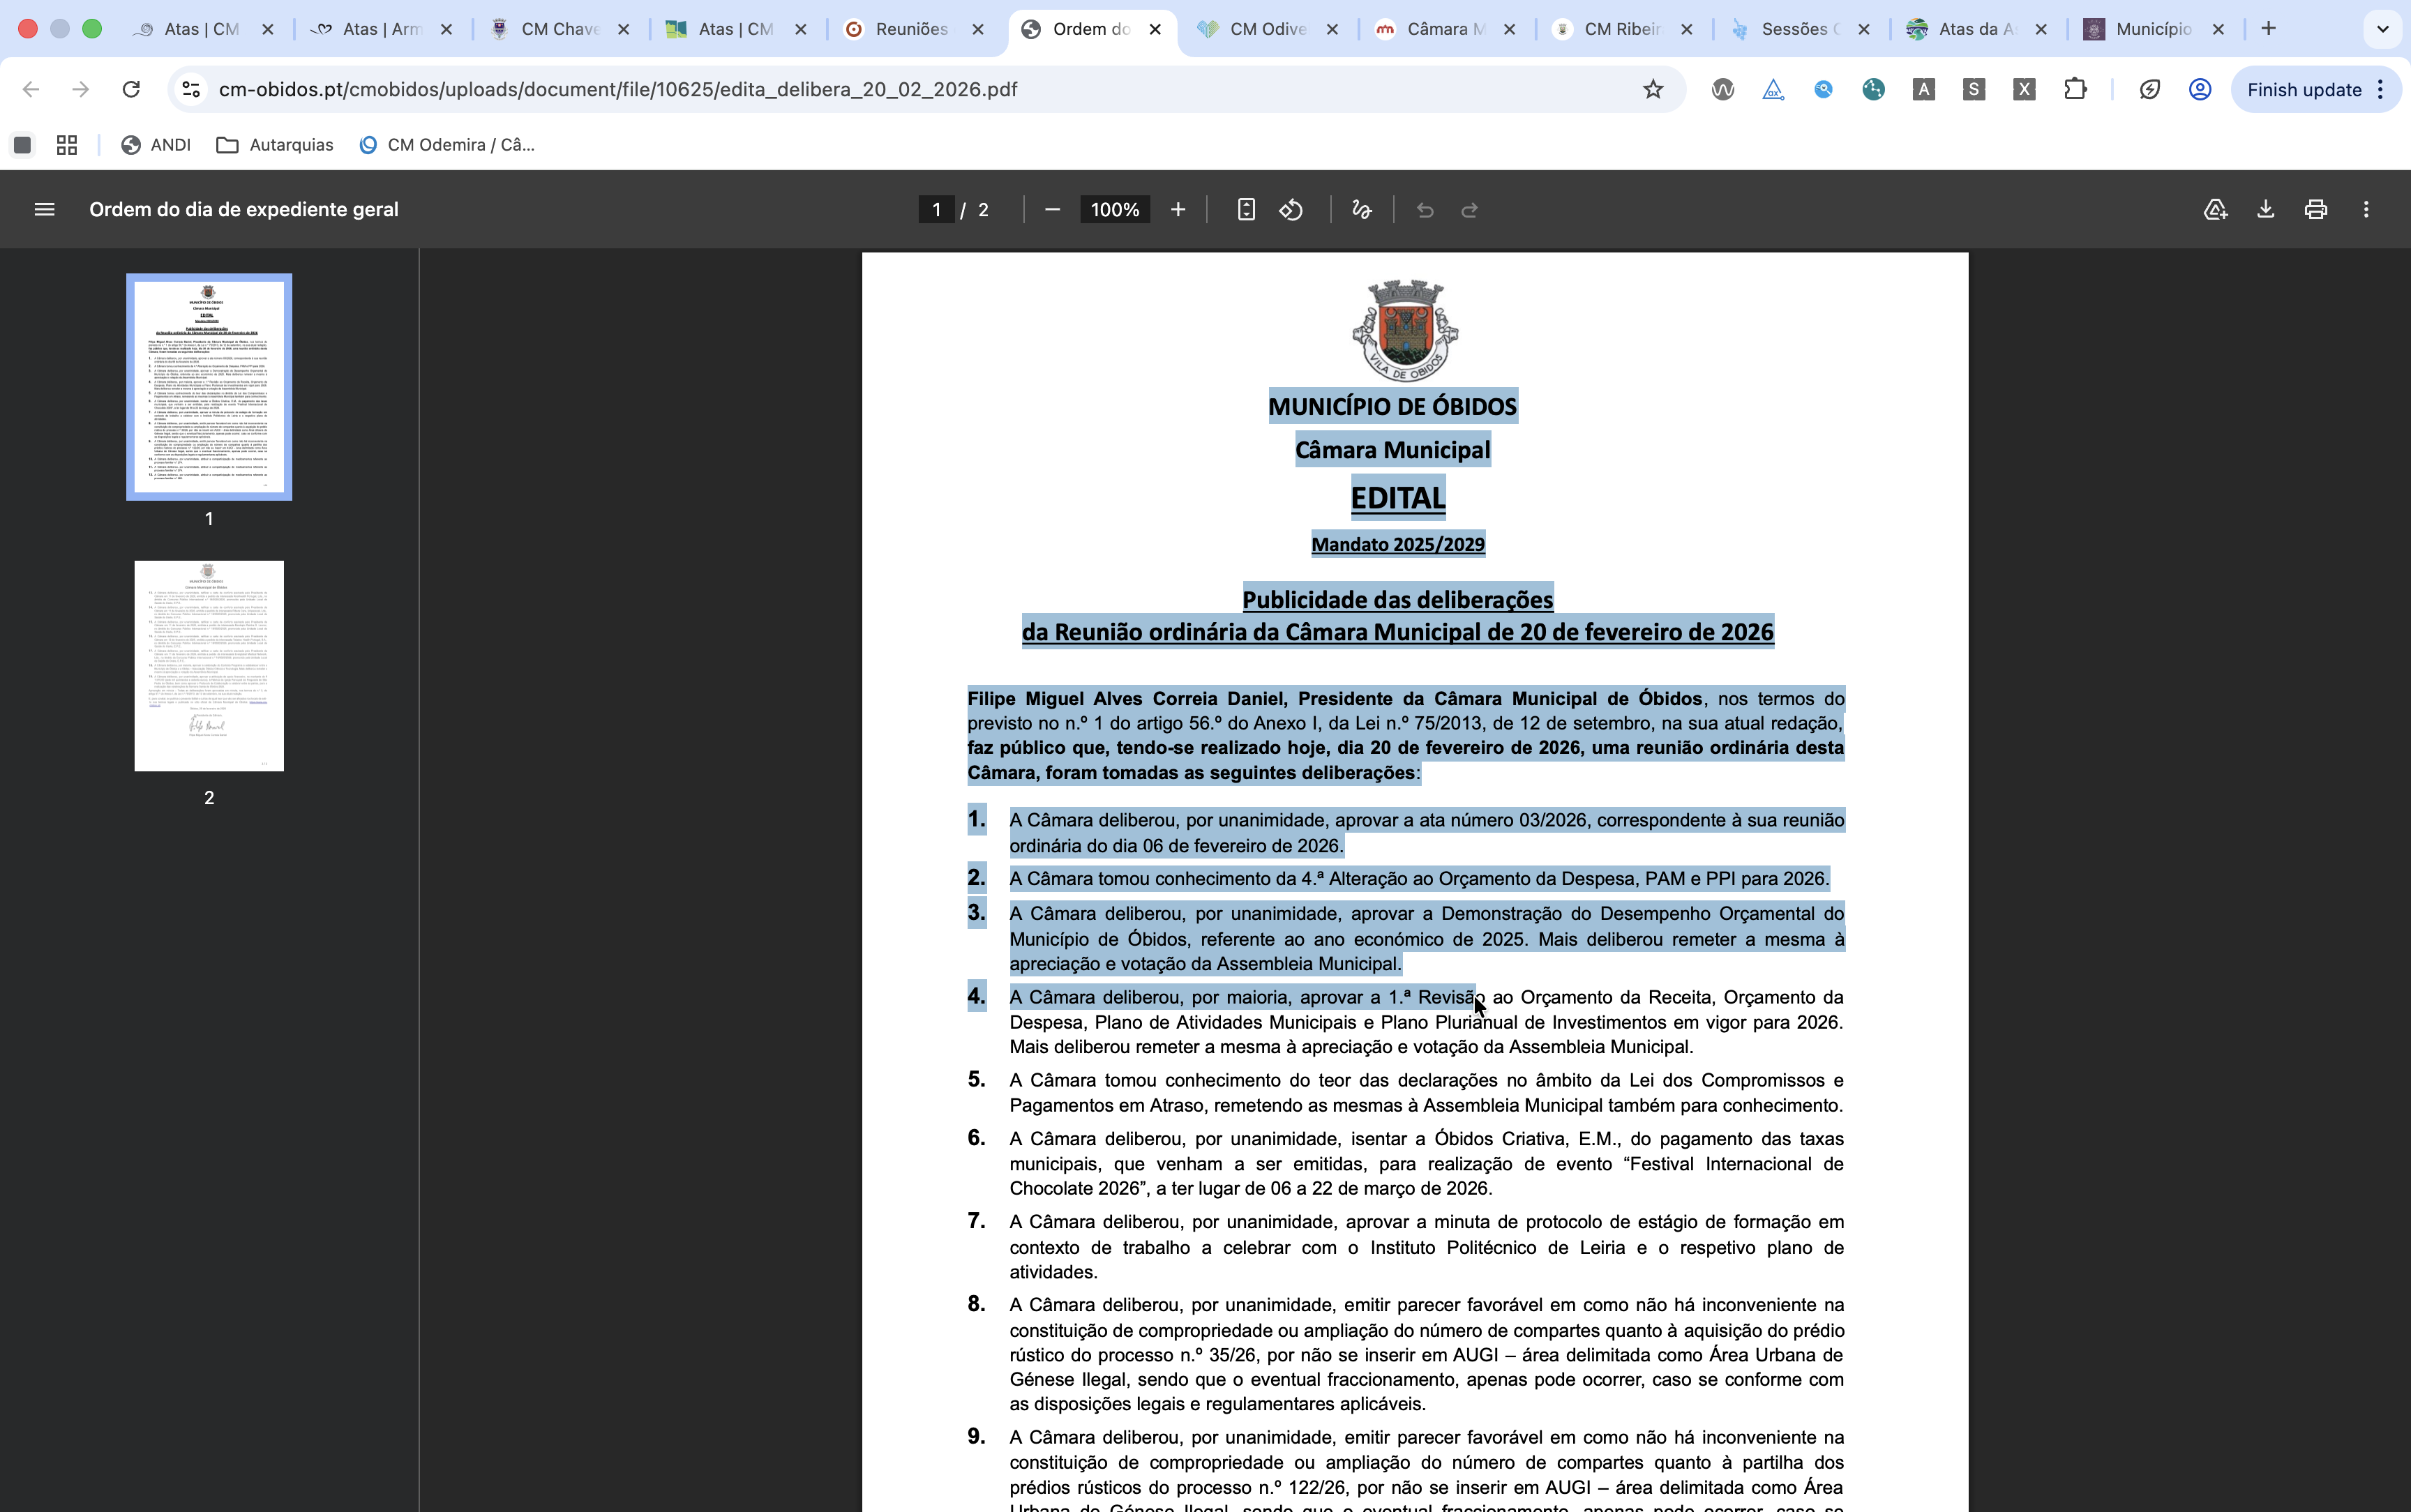 Atas | CM
Atas | Arm
CM Chave
Atas | CM
Reuniões
Ordem do
CM Odive
Câmara M
CM Ribeir
Sessões C
Atas da A
Município
cm-obidos.pt/cmobidos/uploads/document/file/10625/edita_delibera_20_02_2026.pdf
A
S
X
Finish update
ANDI
Autarquias
CM Odemira / Câ...
Ordem do dia de expediente geral
1 / 2
100%
1
2
VILA DE OBIDOS
MUNICÍPIO DE ÓBIDOS
Câmara Municipal
EDITAL
Mandato 2025/2029
Publicidade das deliberações
da Reunião ordinária da Câmara Municipal de 20 de fevereiro de 2026
Filipe Miguel Alves Correia Daniel, Presidente da Câmara Municipal de Óbidos, nos termos do
previsto no n.º 1 do artigo 56.º do Anexo I, da Lei n.º 75/2013, de 12 de setembro, na sua atual redação,
faz público que, tendo-se realizado hoje, dia 20 de fevereiro de 2026, uma reunião ordinária desta
Câmara, foram tomadas as seguintes deliberações:
1. A Câmara deliberou, por unanimidade, aprovar a ata número 03/2026, correspondente à sua reunião
ordinária do dia 06 de fevereiro de 2026.
2. A Câmara tomou conhecimento da 4.ª Alteração ao Orçamento da Despesa, PAM e PPI para 2026.
3. A Câmara deliberou, por unanimidade, aprovar a Demonstração do Desempenho Orçamental do
Município de Óbidos, referente ao ano económico de 2025. Mais deliberou remeter a mesma à
apreciação e votação da Assembleia Municipal.
4. A Câmara deliberou, por maioria, aprovar a 1.ª Revisão ao Orçamento da Receita, Orçamento da
Despesa, Plano de Atividades Municipais e Plano Plurianual de Investimentos em vigor para 2026.
Mais deliberou remeter a mesma à apreciação e votação da Assembleia Municipal.
5. A Câmara tomou conhecimento do teor das declarações no âmbito da Lei dos Compromissos e
Pagamentos em Atraso, remetendo as mesmas à Assembleia Municipal também para conhecimento.
6. A Câmara deliberou, por unanimidade, isentar a Óbidos Criativa, E.M., do pagamento das taxas
municipais, que venham a ser emitidas, para realização de evento “Festival Internacional de
Chocolate 2026”, a ter lugar de 06 a 22 de março de 2026.
7. A Câmara deliberou, por unanimidade, aprovar a minuta de protocolo de estágio de formação em
contexto de trabalho a celebrar com o Instituto Politécnico de Leiria e o respetivo plano de
atividades.
8. A Câmara deliberou, por unanimidade, emitir parecer favorável em como não há inconveniente na
constituição de compropriedade ou ampliação do número de compartes quanto à aquisição do prédio
rústico do processo n.º 35/26, por não se inserir em AUGI – área delimitada como Área Urbana de
Génese Ilegal, sendo que o eventual fraccionamento, apenas pode ocorrer, caso se conforme com
as disposições legais e regulamentares aplicáveis.
9. A Câmara deliberou, por unanimidade, emitir parecer favorável em como não há inconveniente na
constituição de compropriedade ou ampliação do número de compartes quanto à partilha dos
prédios rústicos do processo n.º 122/26, por não se inserir em AUGI – área delimitada como Área
Urbana de Génese Ilegal, sendo que o eventual fraccionamento, apenas pode ocorrer, caso se